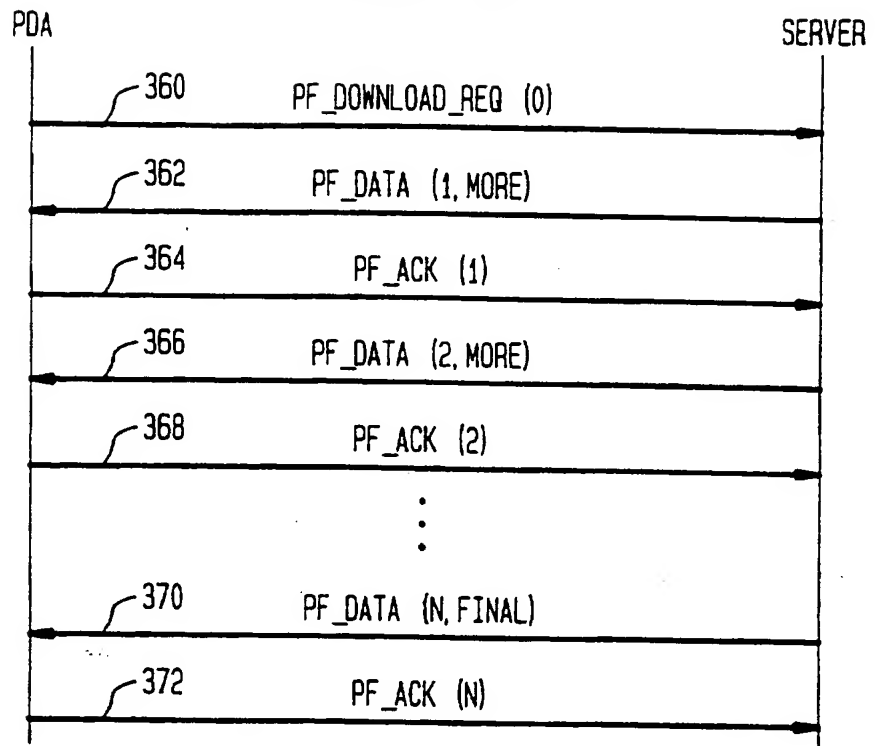 PDA
SERVER
360
PF_DOWNLOAD_REQ (0)
362
PF_DATA (1, MORE)
364
PF_ACK (1)
366
PF_DATA (2, MORE)
368
PF_ACK (2)
370
PF_DATA (N, FINAL)
372
PF_ACK (N)